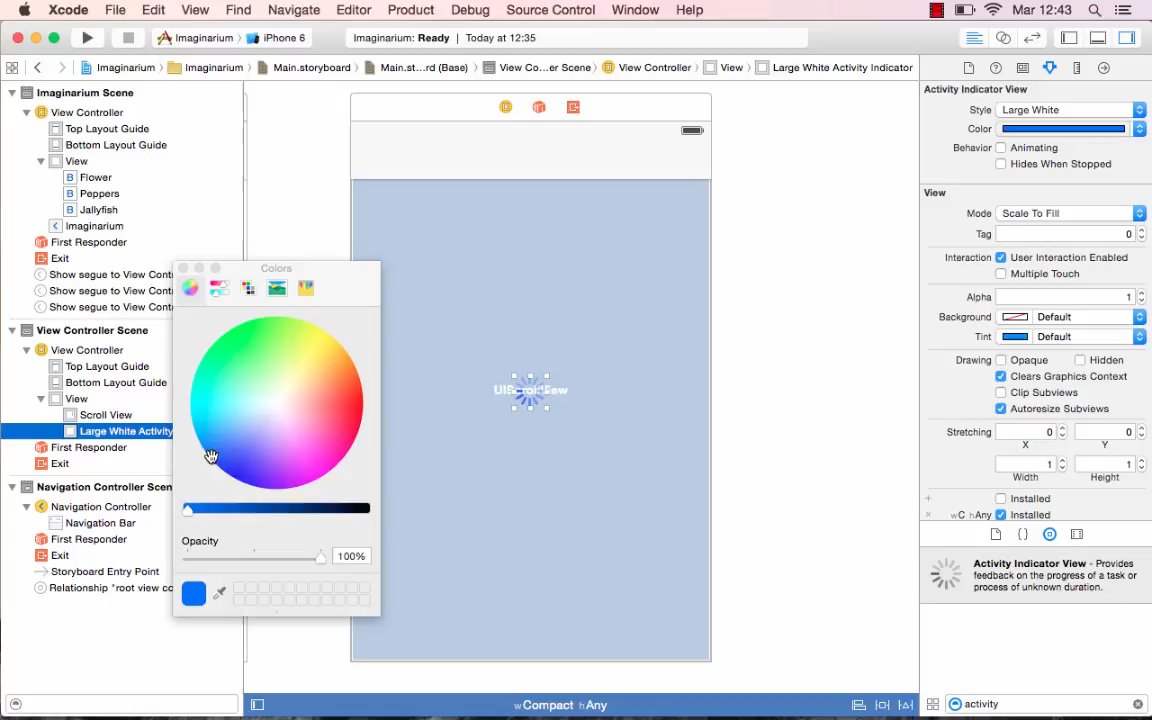 Xcode File Edit View Find Navigate Editor Product Debug Source Control Window Help Mar 12:43
Imaginarium iPhone 6 Imaginarium: Ready | Today at 12:35
Imaginarium Imaginarium Main.storyboard Main.st...rd (Base) View Co...er Scene View Controller View Large White Activity Indicator
Imaginarium Scene
View Controller
Top Layout Guide
Bottom Layout Guide
View
B Flower
B Peppers
B Jallyfish
Imaginarium
First Responder
Exit
Show segue to View Cont
Show segue to View Cont
Show segue to View Cont
View Controller Scene
View Controller
Top Layout Guide
Bottom Layout Guide
View
Scroll View
Large White Activity
First Responder
Exit
Navigation Controller Scen
Navigation Controller
Navigation Bar
First Responder
Exit
Storyboard Entry Point
Relationship "root view cc
Colors
Opacity
100%
wCompact hAny
Activity Indicator View
Style Large White
Color
Behavior Animating
Hides When Stopped
View
Mode Scale To Fill
Tag 0
Interaction User Interaction Enabled
Multiple Touch
Alpha 1
Background Default
Tint Default
Drawing Opaque Hidden
Clears Graphics Context
Clip Subviews
Autoresize Subviews
Stretching 0 0
X Y
1 1
Width Height
+ Installed
× wC hAny Installed
Activity Indicator View - Provides
feedback on the progress of a task or
process of unknown duration.
activity